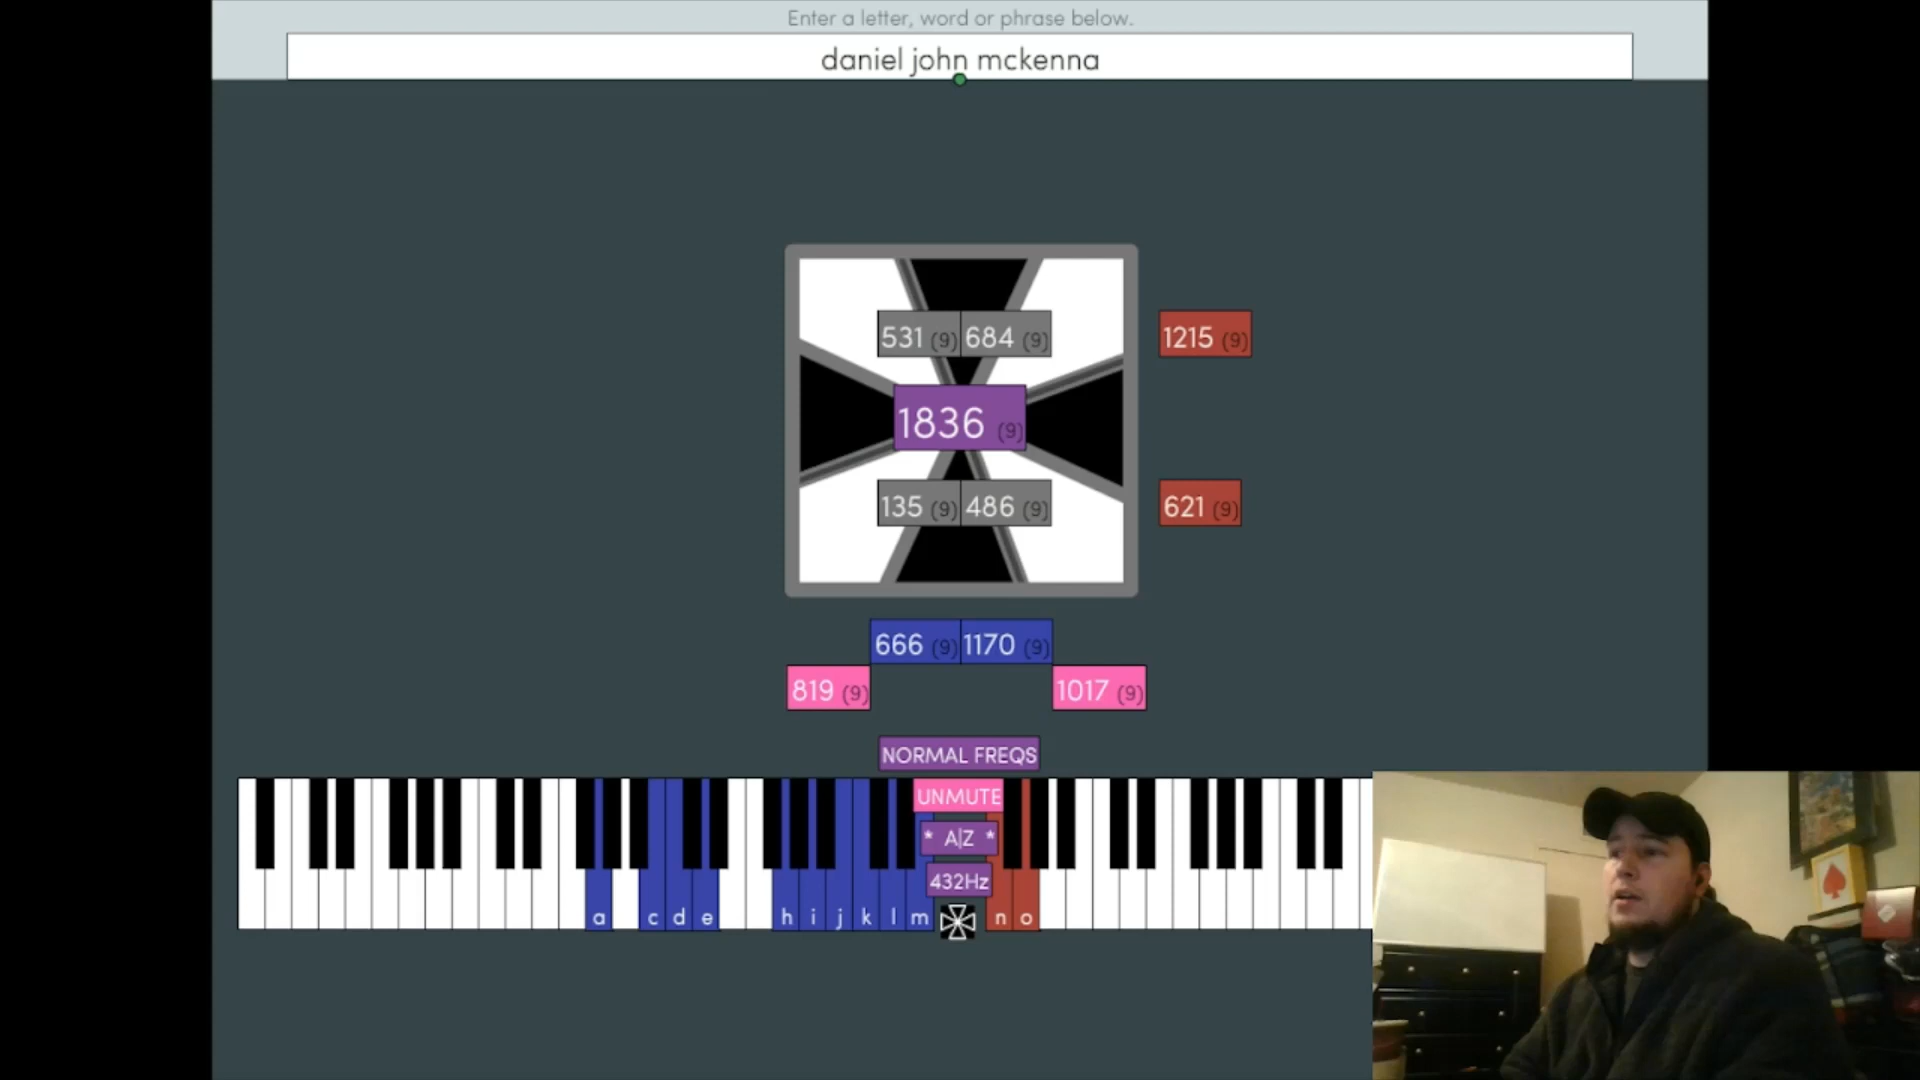 Enter a letter, word or phrase below.
daniel john mckenna
531 (9) 684 (9) 1215 (9)
1836 (9)
135 (9) 486 (9) 621 (9)
666 (9) 1170 (9)
819 (9) 1017 (9)
NORMAL FREQS
UNMUTE
* A|Z *
432Hz
a c d e h i j k l m n o